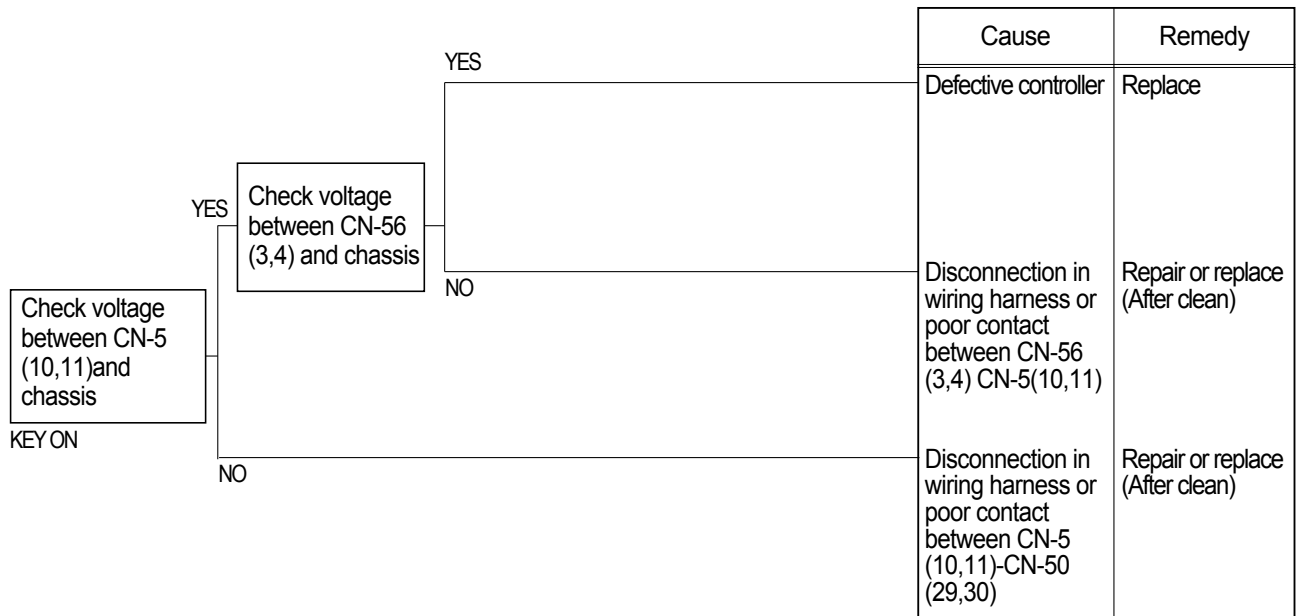 Cause
Remedy
YES
Defective controller
Replace
YES
Check voltage
between CN-56
(3,4) and chassis
NO
Disconnection in
wiring harness or
poor contact
between CN-56
(3,4) CN-5(10,11)
Repair or replace
(After clean)
Check voltage
between CN-5
(10,11)and
chassis
KEY ON
NO
Disconnection in
wiring harness or
poor contact
between CN-5
(10,11)-CN-50
(29,30)
Repair or replace
(After clean)